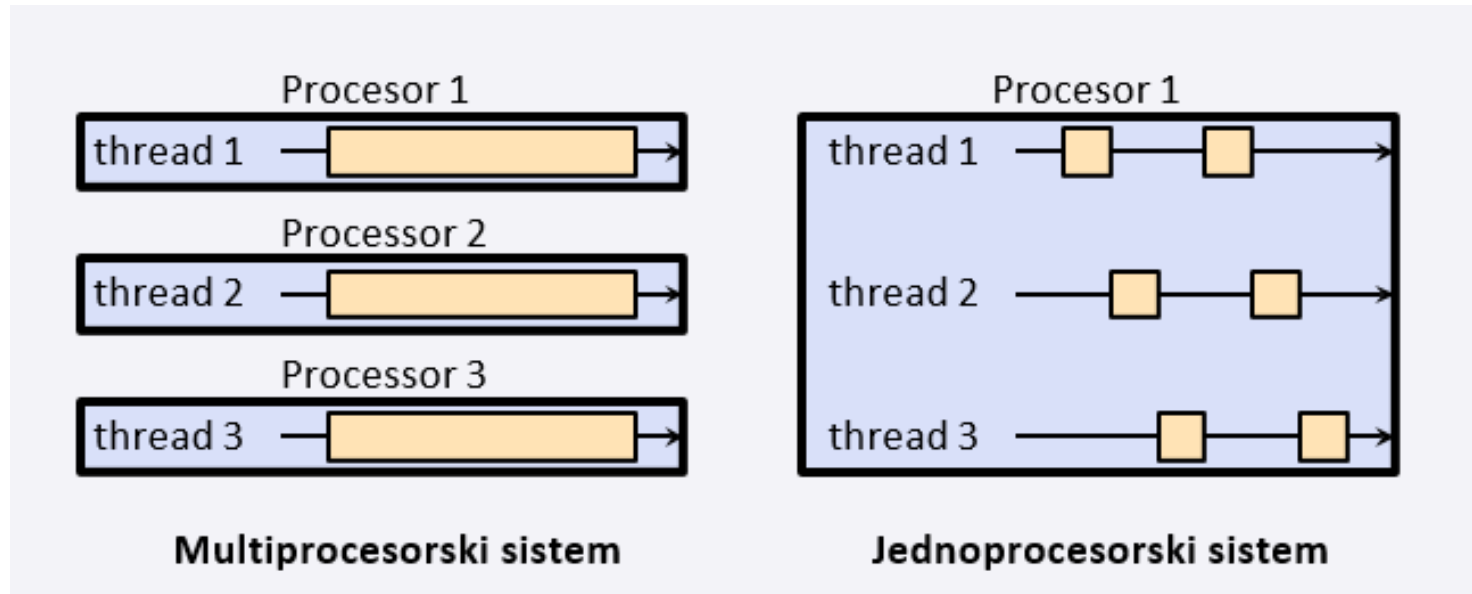 Procesor 1
thread 1
Processor 2
thread 2
Processor 3
thread 3
Multiprocesorski sistem
Procesor 1
thread 1
thread 2
thread 3
Jednoprocesorski sistem